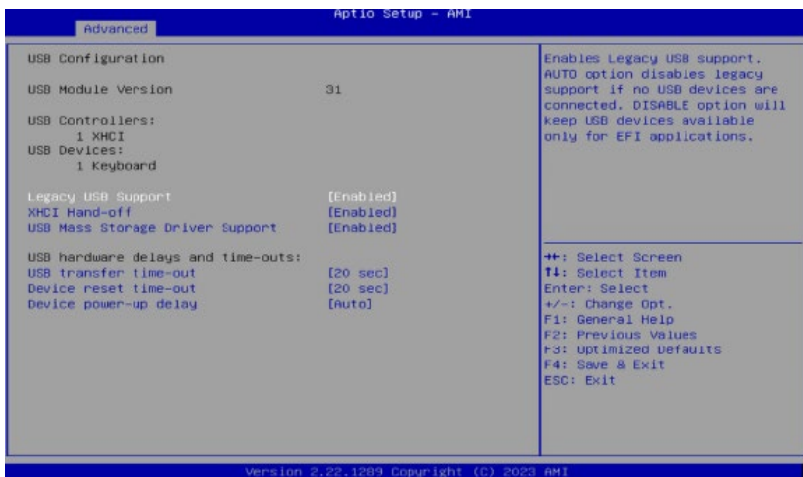 Aptio Setup - AMI
Advanced
USB Configuration
USB Module Version 31
USB Controllers:
1 XHCI
USB Devices:
1 Keyboard
Legacy USB Support [Enabled]
XHCI Hand-off [Enabled]
USB Mass Storage Driver Support [Enabled]
USB hardware delays and time-outs:
USB transfer time-out [20 sec]
Device reset time-out [20 sec]
Device power-up delay [Auto]
Enables Legacy USB support.
AUTO option disables legacy
support if no USB devices are
connected. DISABLE option will
keep USB devices available
only for EFI applications.
→←: Select Screen
↑↓: Select Item
Enter: Select
+/-: Change Opt.
F1: General Help
F2: Previous Values
F3: Optimized Defaults
F4: Save & Exit
ESC: Exit
Version 2.22.1289 Copyright (C) 2023 AMI